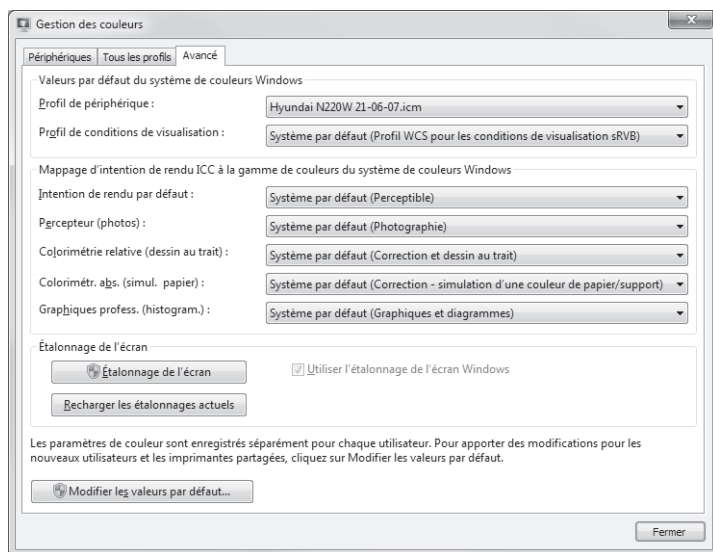 Gestion des couleurs
Périphériques Tous les profils Avancé
Valeurs par défaut du système de couleurs Windows
Profil de périphérique : Hyundai N220W 21-06-07.icm
Profil de conditions de visualisation : Système par défaut (Profil WCS pour les conditions de visualisation sRVB)
Mappage d'intention de rendu ICC à la gamme de couleurs du système de couleurs Windows
Intention de rendu par défaut : Système par défaut (Perceptible)
Percepteur (photos) : Système par défaut (Photographie)
Colorimétrie relative (dessin au trait) : Système par défaut (Correction et dessin au trait)
Colorimétr. abs. (simul. papier) : Système par défaut (Correction - simulation d'une couleur de papier/support)
Graphiques profess. (histogram.) : Système par défaut (Graphiques et diagrammes)
Étalonnage de l'écran
Étalonnage de l'écran Utiliser l'étalonnage de l'écran Windows
Recharger les étalonnages actuels
Les paramètres de couleur sont enregistrés séparément pour chaque utilisateur. Pour apporter des modifications pour les
nouveaux utilisateurs et les imprimantes partagées, cliquez sur Modifier les valeurs par défaut.
Modifier les valeurs par défaut...
Fermer